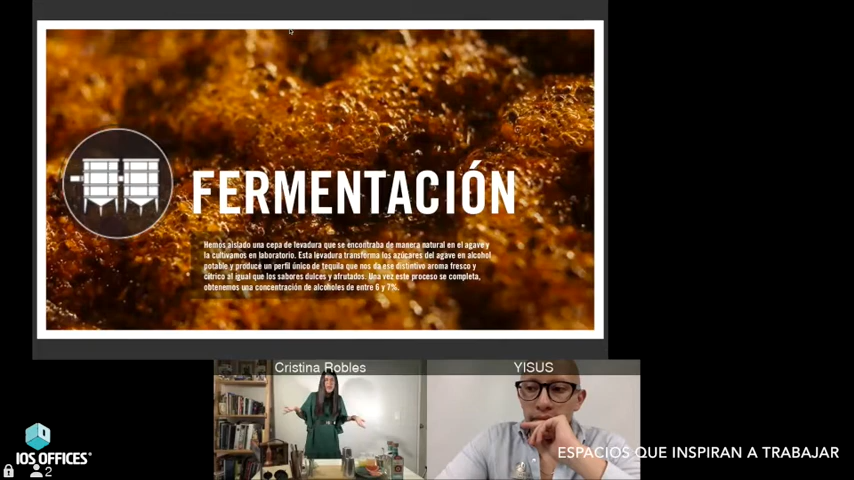 FERMENTACIÓN
Hemos aislado una cepa de levadura que se encontraba de manera natural en el agave y
la cultivamos en laboratorio. Esta levadura transforma los azúcares del agave en alcohol
potable y produce un perfil único de tequila que nos da ese distintivo aroma fresco y
cítrico al igual que los sabores dulces y afrutados. Una vez este proceso se completa,
obtenemos una concentración de alcoholes de entre 6 y 7%.
Cristina Robles
YISUS
IOS OFFICES
ESPACIOS QUE INSPIRAN A TRABAJAR
2